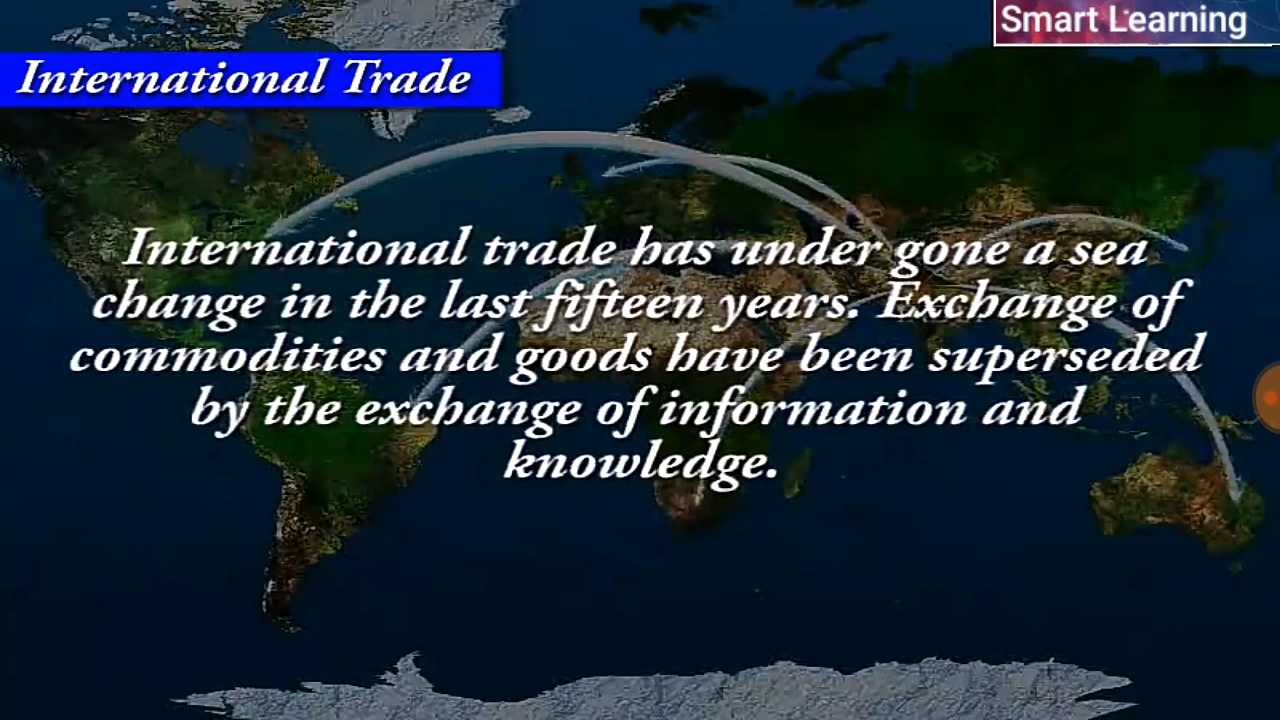 Smart Learning
International Trade
International trade has under gone a sea
change in the last fifteen years. Exchange of
commodities and goods have been superseded
by the exchange of information and
knowledge.